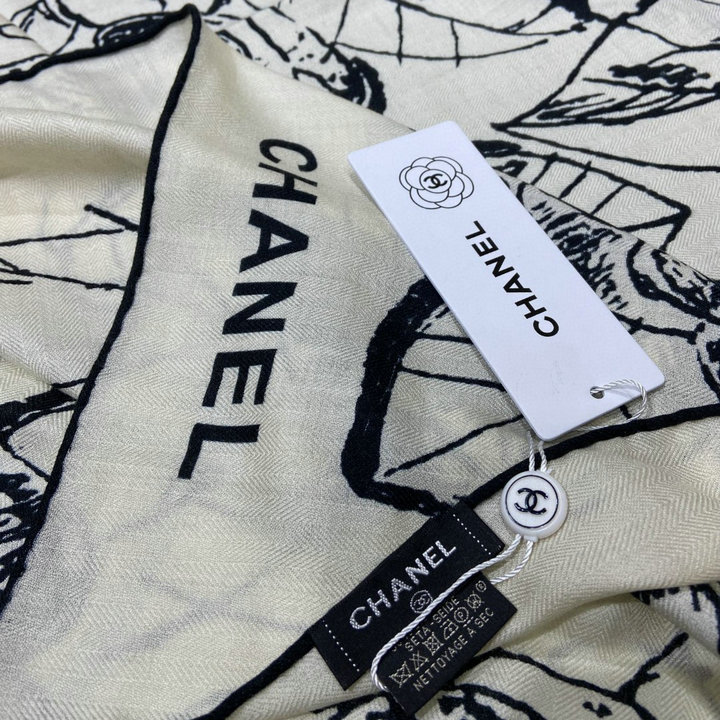 CHANEL
CHANEL
CHANEL
SETA SEIDE
NETTOYAGE À SEC